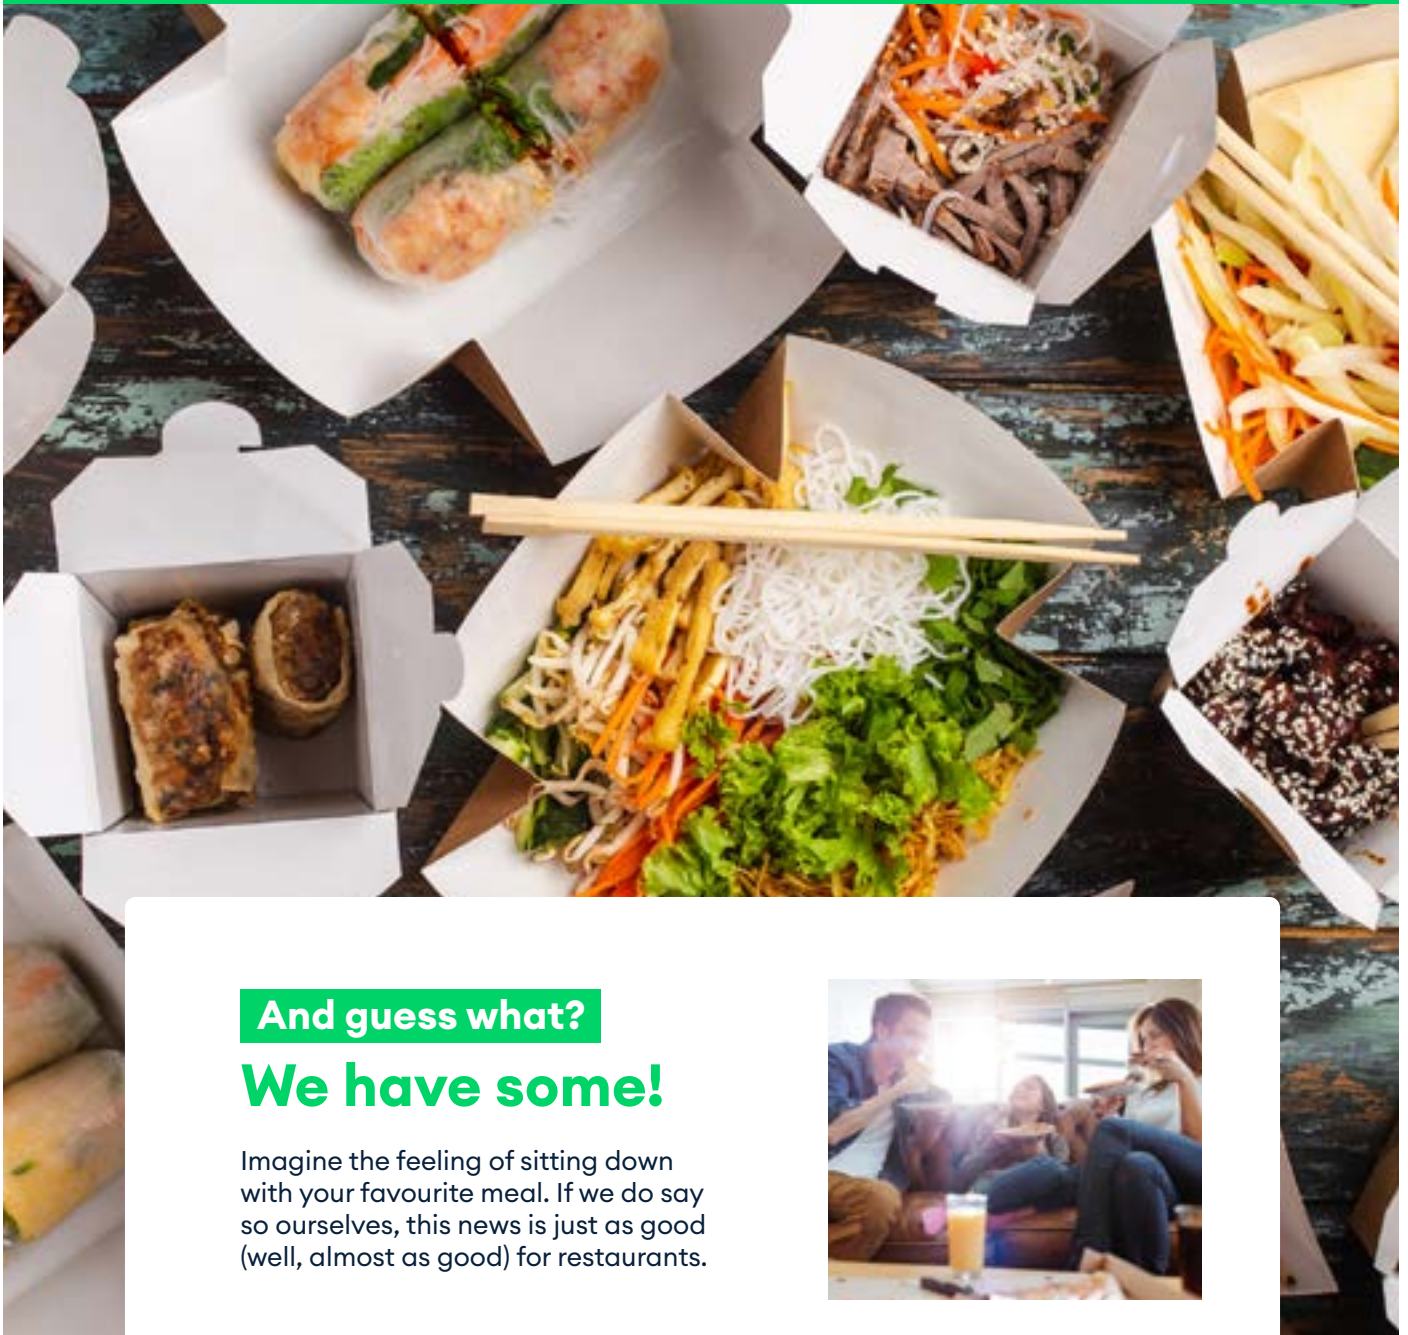 And guess what?
We have some!
Imagine the feeling of sitting down
with your favourite meal. If we do say
so ourselves, this news is just as good
(well, almost as good) for restaurants.